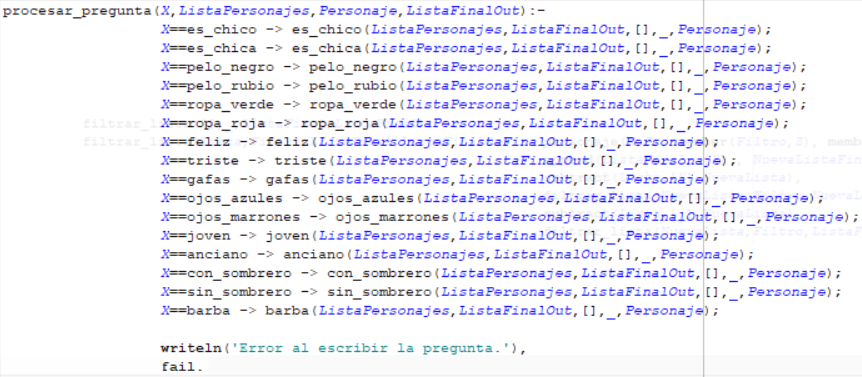 procesar_pregunta(X,ListaPersonajes,Personaje,ListaFinalOut):-
X==es_chico -> es_chico(ListaPersonajes,ListaFinalOut,[],_,Personaje);
X==es_chica -> es_chica(ListaPersonajes,ListaFinalOut,[],_,Personaje);
X==pelo_negro -> pelo_negro(ListaPersonajes,ListaFinalOut,[],_,Personaje);
X==pelo_rubio -> pelo_rubio(ListaPersonajes,ListaFinalOut,[],_,Personaje);
X==ropa_verde -> ropa_verde(ListaPersonajes,ListaFinalOut,[],_,Personaje);
X==ropa_roja -> ropa_roja(ListaPersonajes,ListaFinalOut,[],_,Personaje);
X==feliz -> feliz(ListaPersonajes,ListaFinalOut,[],_,Personaje);
X==triste -> triste(ListaPersonajes,ListaFinalOut,[],_,Personaje);
X==gafas -> gafas(ListaPersonajes,ListaFinalOut,[],_,Personaje);
X==ojos_azules -> ojos_azules(ListaPersonajes,ListaFinalOut,[],_,Personaje);
X==ojos_marrones -> ojos_marrones(ListaPersonajes,ListaFinalOut,[],_,Personaje);
X==joven -> joven(ListaPersonajes,ListaFinalOut,[],_,Personaje);
X==anciano -> anciano(ListaPersonajes,ListaFinalOut,[],_,Personaje);
X==con_sombrero -> con_sombrero(ListaPersonajes,ListaFinalOut,[],_,Personaje);
X==sin_sombrero -> sin_sombrero(ListaPersonajes,ListaFinalOut,[],_,Personaje);
X==barba -> barba(ListaPersonajes,ListaFinalOut,[],_,Personaje);
writeln('Error al escribir la pregunta.'),
fail.